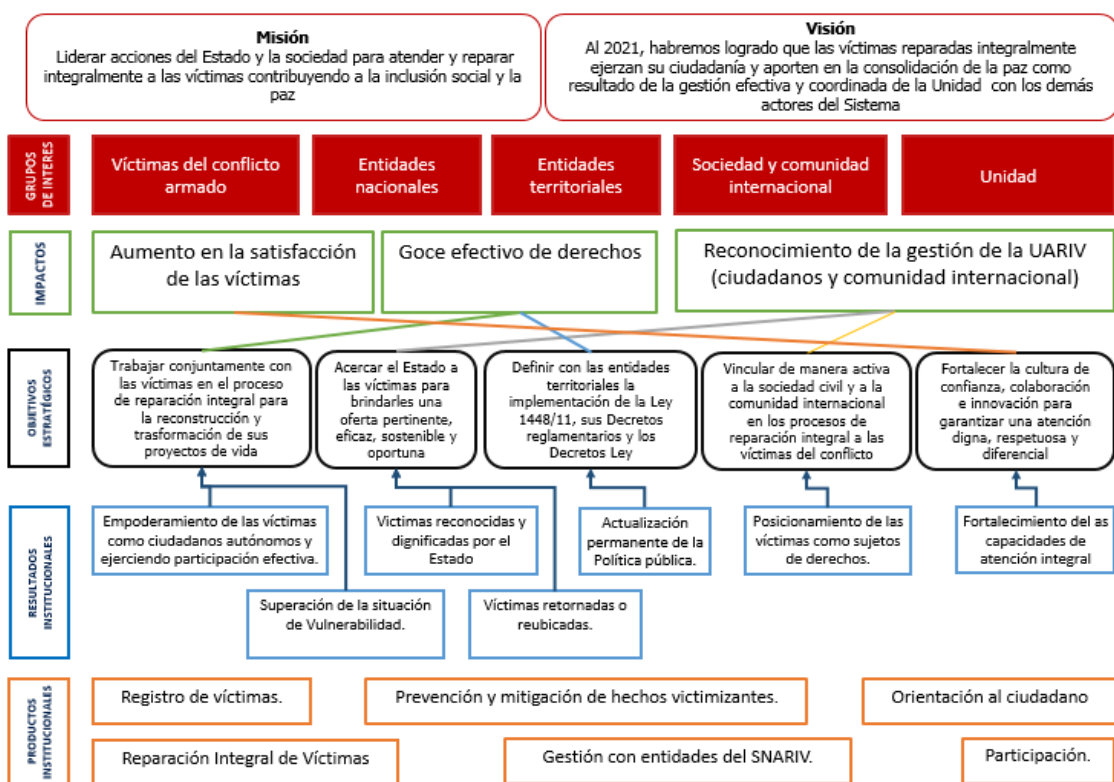 Misión
Liderar acciones del Estado y la sociedad para atender y reparar
integralmente a las víctimas contribuyendo a la inclusión social y la
paz
Visión
Al 2021, habremos logrado que las víctimas reparadas integralmente
ejerzan su ciudadanía y aporten en la consolidación de la paz como
resultado de la gestión efectiva y coordinada de la Unidad con los demás
actores del Sistema
GRUPOS
DE INTERES
Víctimas del conflicto
armado
Entidades
nacionales
Entidades
territoriales
Sociedad y comunidad
internacional
Unidad
IMPACTOS
Aumento en la satisfacción
de las víctimas
Goce efectivo de derechos
Reconocimiento de la gestión de la UARIV
(ciudadanos y comunidad internacional)
OBJETIVOS
ESTRATÉGICOS
Trabajar conjuntamente con
las víctimas en el proceso
de reparación integral para
la reconstrucción y
trasformación de sus
proyectos de vida
Acercar el Estado a
las víctimas para
brindarles una
oferta pertinente,
eficaz, sostenible y
oportuna
Definir con las entidades
territoriales la
implementación de la Ley
1448/11, sus Decretos
reglamentarios y los
Decretos Ley
Vincular de manera activa
a la sociedad civil y a la
comunidad internacional
en los procesos de
reparación integral a las
víctimas del conflicto
Fortalecer la cultura de
confianza, colaboración
e innovación para
garantizar una atención
digna, respetuosa y
diferencial
RESULTADOS
INSTITUCIONALES
Empoderamiento de las víctimas
como ciudadanos autónomos y
ejerciendo participación efectiva.
Victimas reconocidas y
dignificadas por el
Estado
Actualización
permanente de la
Política pública.
Posicionamiento de las
víctimas como sujetos
de derechos.
Fortalecimiento del as
capacidades de
atención integral
Superación de la situación
de Vulnerabilidad.
Víctimas retornadas o
reubicadas.
PRODUCTOS
INSTITUCIONALES
Registro de víctimas.
Prevención y mitigación de hechos victimizantes.
Orientación al ciudadano
Reparación Integral de Víctimas
Gestión con entidades del SNARIV.
Participación.